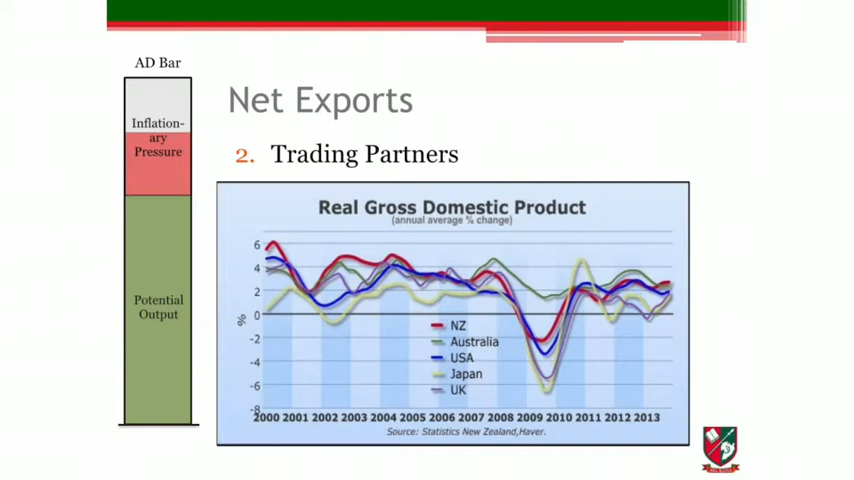 AD Bar
Inflation-
ary
Pressure
Potential
Output
Net Exports
2. Trading Partners
Real Gross Domestic Product
(annual average % change)
6
4
2
0
-2
-4
-6
-8
%
NZ
Australia
USA
Japan
UK
2000 2001 2002 2003 2004 2005 2006 2007 2008 2009 2010 2011 2012 2013
Source: Statistics New Zealand,Haver.